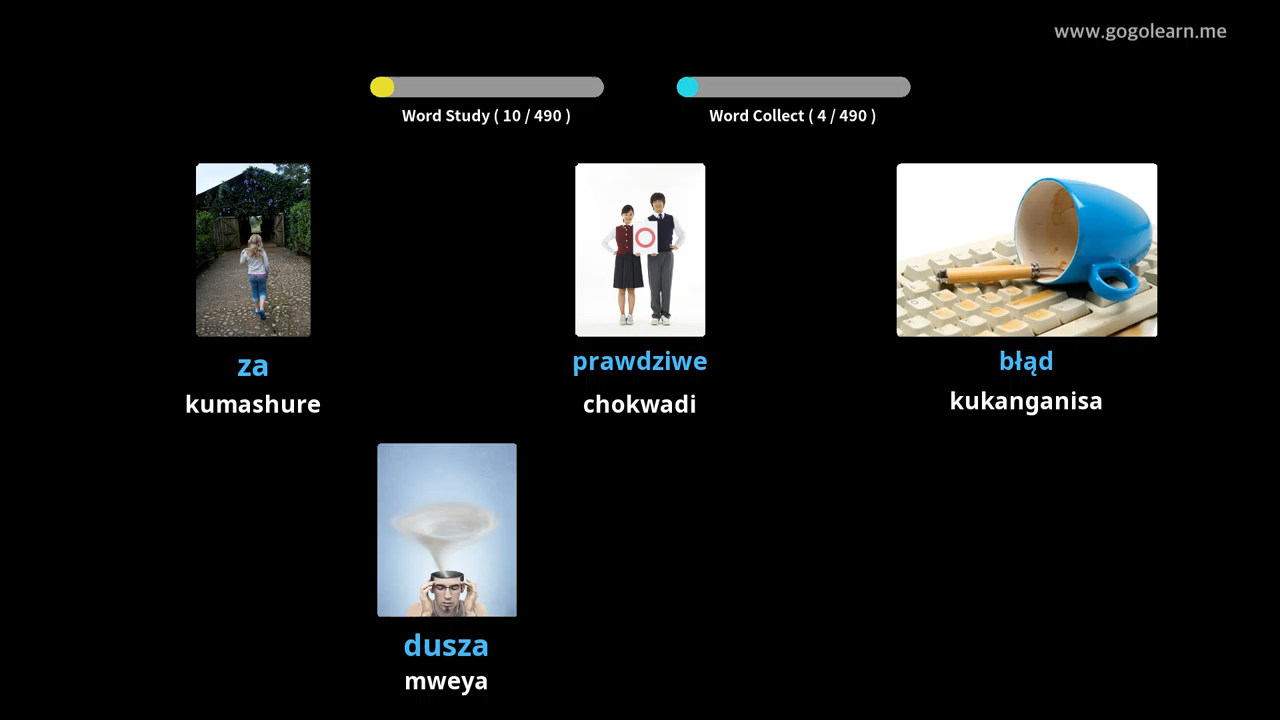 www.gogolearn.me
Word Study ( 10 / 490 )
Word Collect ( 4 / 490 )
za
kumashure
prawdziwe
chokwadi
błąd
kukanganisa
dusza
mweya